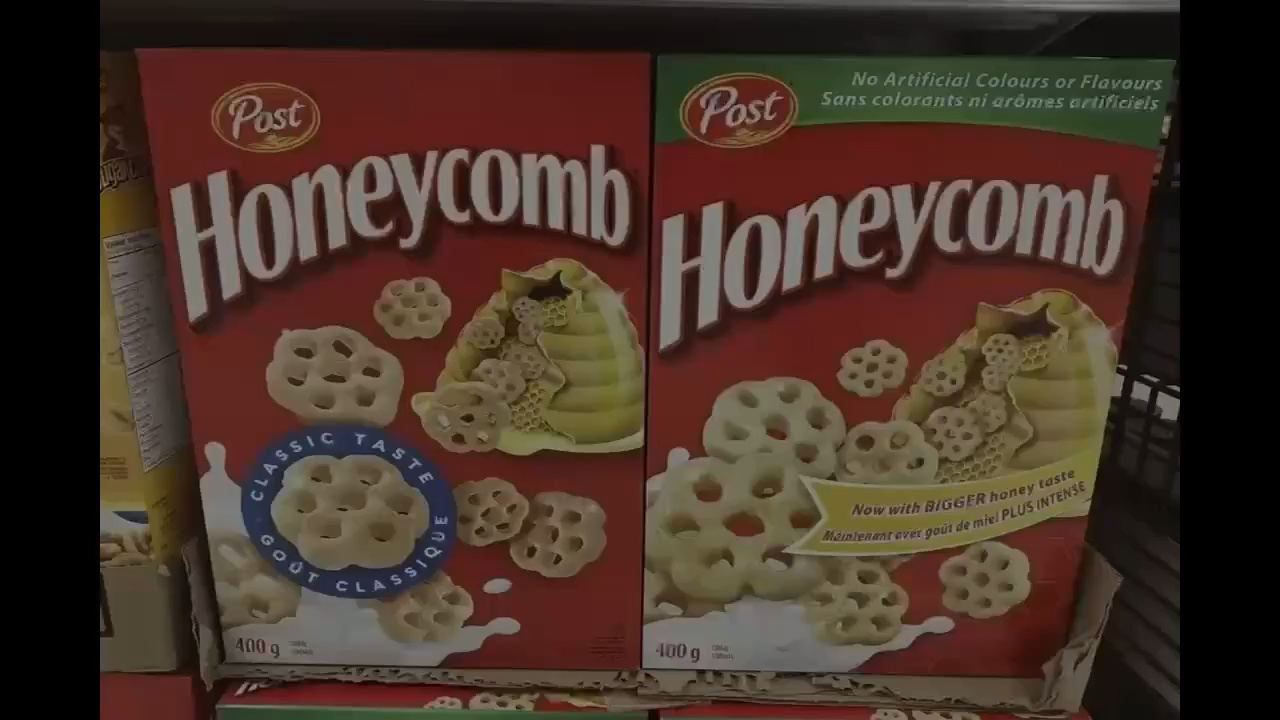 Post
Honeycomb
CLASSIC TASTE
GOÛT CLASSIQUE
400 g
Post
No Artificial Colours or Flavours
Sans colorants ni arômes artificiels
Honeycomb
Now with BIGGER honey taste
Maintenant avec goût de miel PLUS INTENSE
400 g